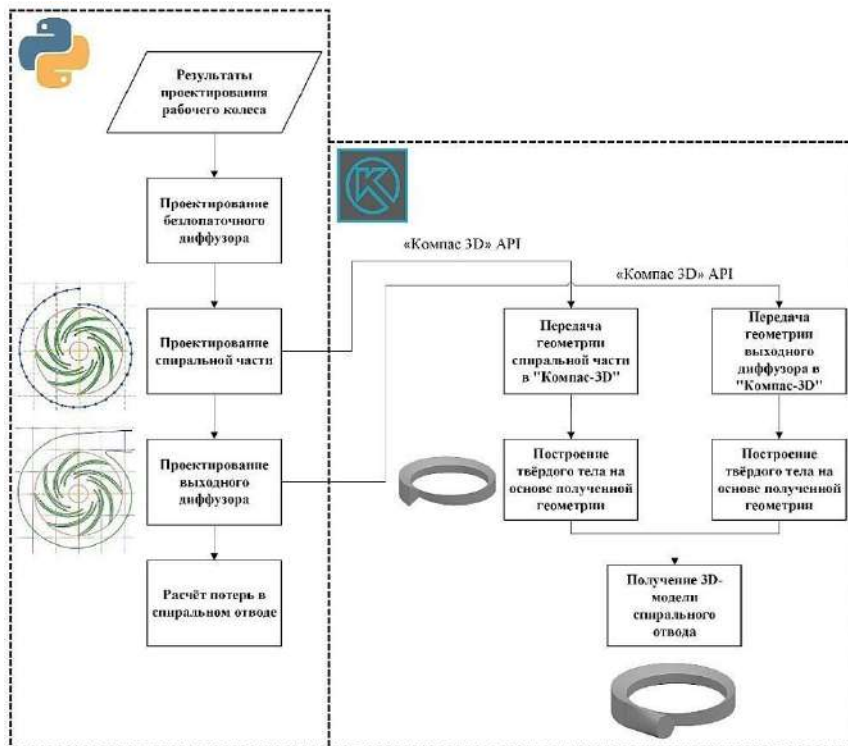 Результаты
проектирования
рабочего колеса
Проектирование
безлопаточного
диффузора
Проектирование
спиральной части
Проектирование
выходного
диффузора
Расчёт потерь в
спиральном отводе
«Компас 3D» API
«Компас 3D» API
Передача
геометрии
спиральной части
в "Компас-3D"
Построение
твёрдого тела на
основе полученной
геометрии
Передача
геометрии
выходного
диффузора в
"Компас-3D"
Построение
твёрдого тела на
основе полученной
геометрии
Получение 3D-
модели
спирального
отвода